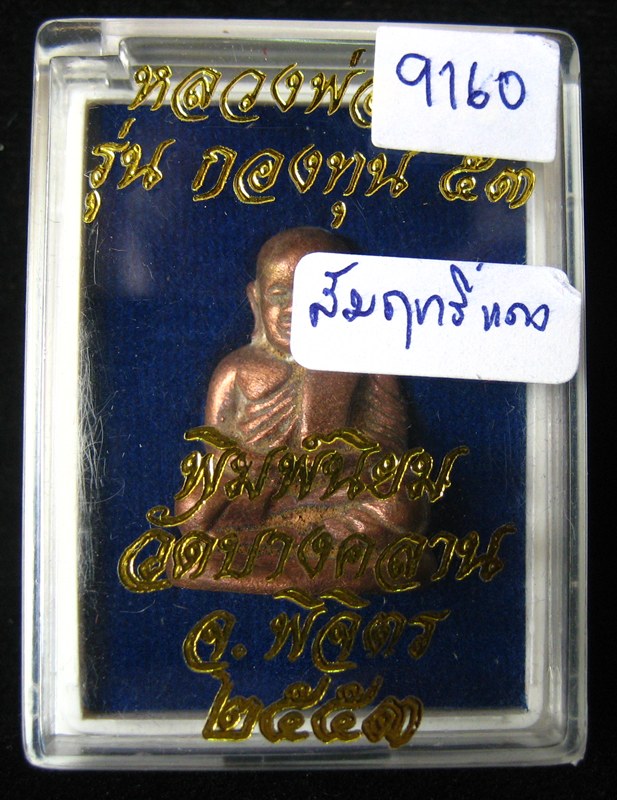 หลวงพ่อ
9160
รุ่น กองทุน ๕๓
สัมฤทธิ์ แดง
พิมพ์นิยม
วัดบางคลาน
จ. พิจิตร
๒๕๕๓